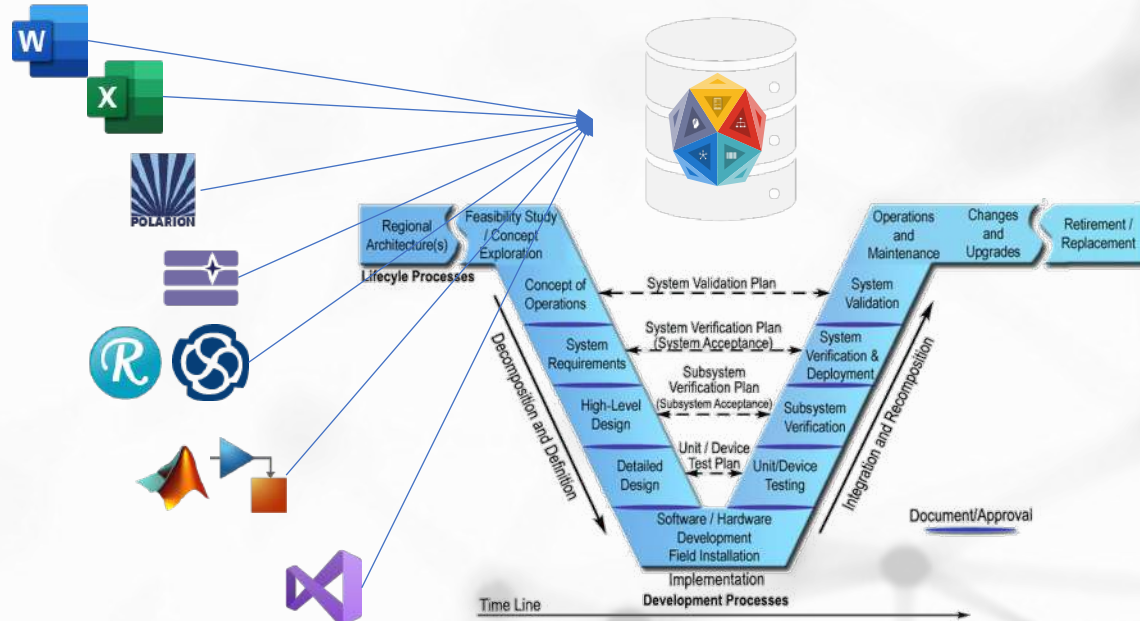 W
X
POLARION
R
Regional
Architecture(s)
Feasibility Study
/ Concept
Exploration
Operations
and
Maintenance
Changes
and
Upgrades
Retirement /
Replacement
Lifecyle Processes
Concept of
Operations
System Validation Plan
System
Validation
System
Requirements
System Verification Plan
(System Acceptance)
System
Verification &
Deployment
High-Level
Design
Subsystem
Verification Plan
(Subsystem Acceptance)
Subsystem
Verification
Detailed
Design
Unit / Device
Test Plan
Unit/Device
Testing
Decomposition and Definition
Integration and Recomposition
Software / Hardware
Development
Field Installation
Document/Approval
Implementation
Development Processes
Time Line